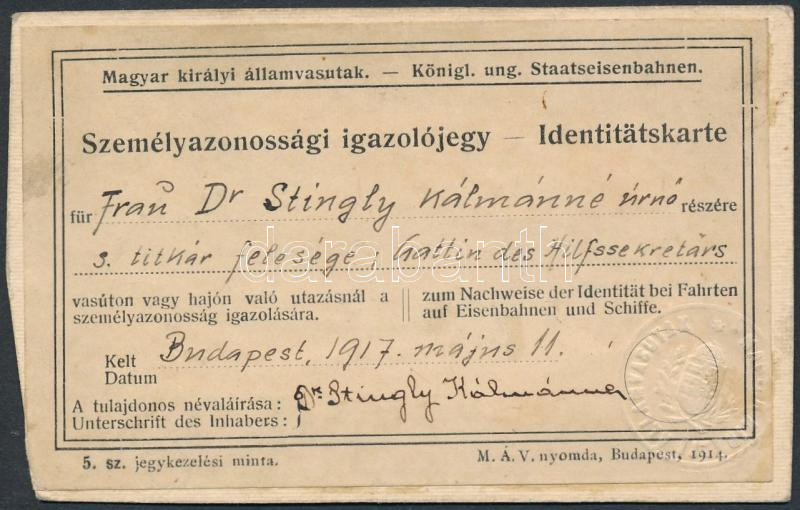 Magyar királyi államvasutak. — Königl. ung. Staatseisenbahnen.
Személyazonossági igazolójegy — Identitätskarte
für Frau Dr Stingly Kálmánné úrnő részére
s. titkár felesége, Gattin des Hilfssekretärs
vasúton vagy hajón való utazásnál a
személyazonosság igazolására.
zum Nachweise der Identität bei Fahrten
auf Eisenbahnen und Schiffe.
Kelt
Datum
Budapest, 1917. május 11.
A tulajdonos névaláírása:
Unterschrift des Inhabers:
Dr. Stingly Kálmánné
5. sz. jegykezelési minta.
M. Á. V. nyomda, Budapest, 1914.
darabanth